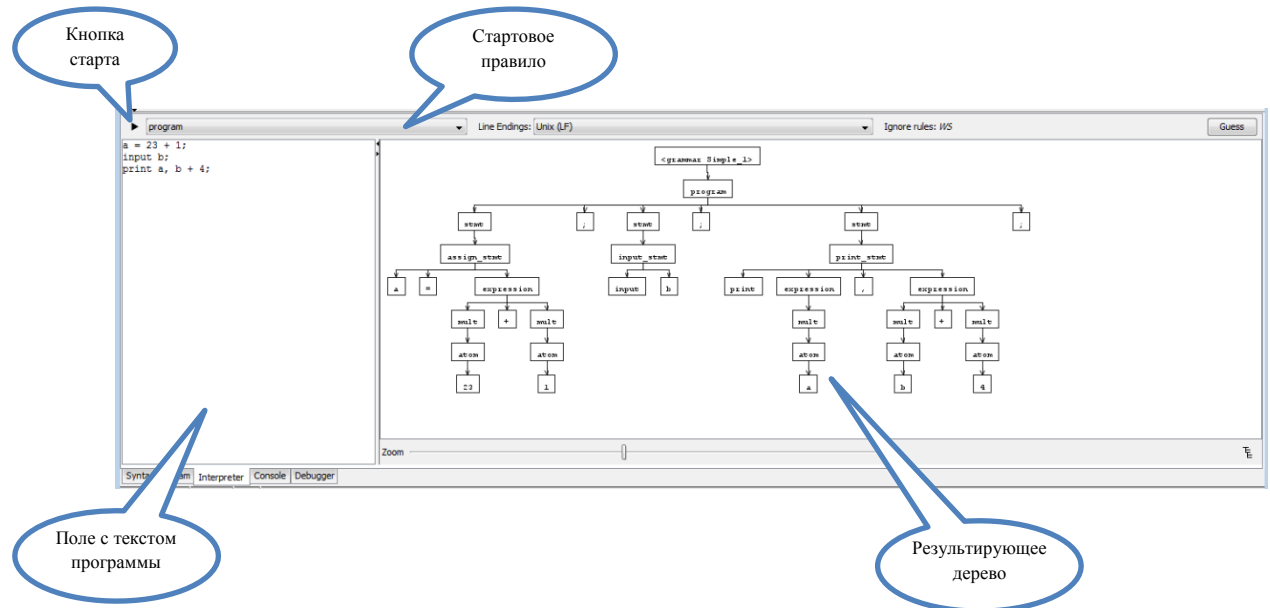 Кнопка
старта
Стартовое
правило
program
Line Endings: Unix (LF)
Ignore rules: WS
Guess
a = 23 + 1;
input b;
print a, b + 4;
<grammar Simple_1>
program
stmt ; stmt ; stmt ;
assign_stmt input_stmt print_stmt
a = expression input b print expression , expression
mult + mult mult mult + mult
atom atom atom atom atom
23 1 a b 4
Zoom
Interpreter Console Debugger
Поле с текстом
программы
Результирующее
дерево